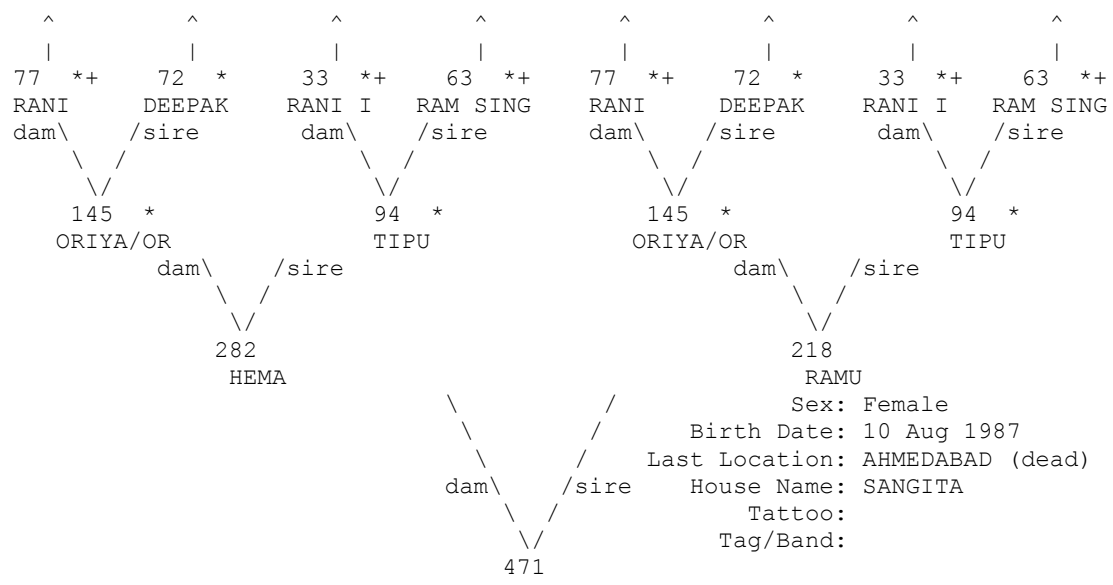 ^ ^ ^ ^ ^ ^ ^ ^
| | | | | | | |
77 *+ 72 * 33 *+ 63 *+ 77 *+ 72 * 33 *+ 63 *+
RANI DEEPAK RANI I RAM SING RANI DEEPAK RANI I RAM SING
dam\ /sire dam\ /sire dam\ /sire dam\ /sire
\ / \ / \ / \ /
\/ \/ \/ \/
145 * 94 * 145 * 94 *
ORIYA/OR TIPU ORIYA/OR TIPU
dam\ /sire dam\ /sire
\ / \ /
\/ \/
282 218
HEMA RAMU
\ / Sex: Female
\ / Birth Date: 10 Aug 1987
\ / Last Location: AHMEDABAD (dead)
dam\ /sire House Name: SANGITA
\ / Tattoo:
\/ Tag/Band:
471